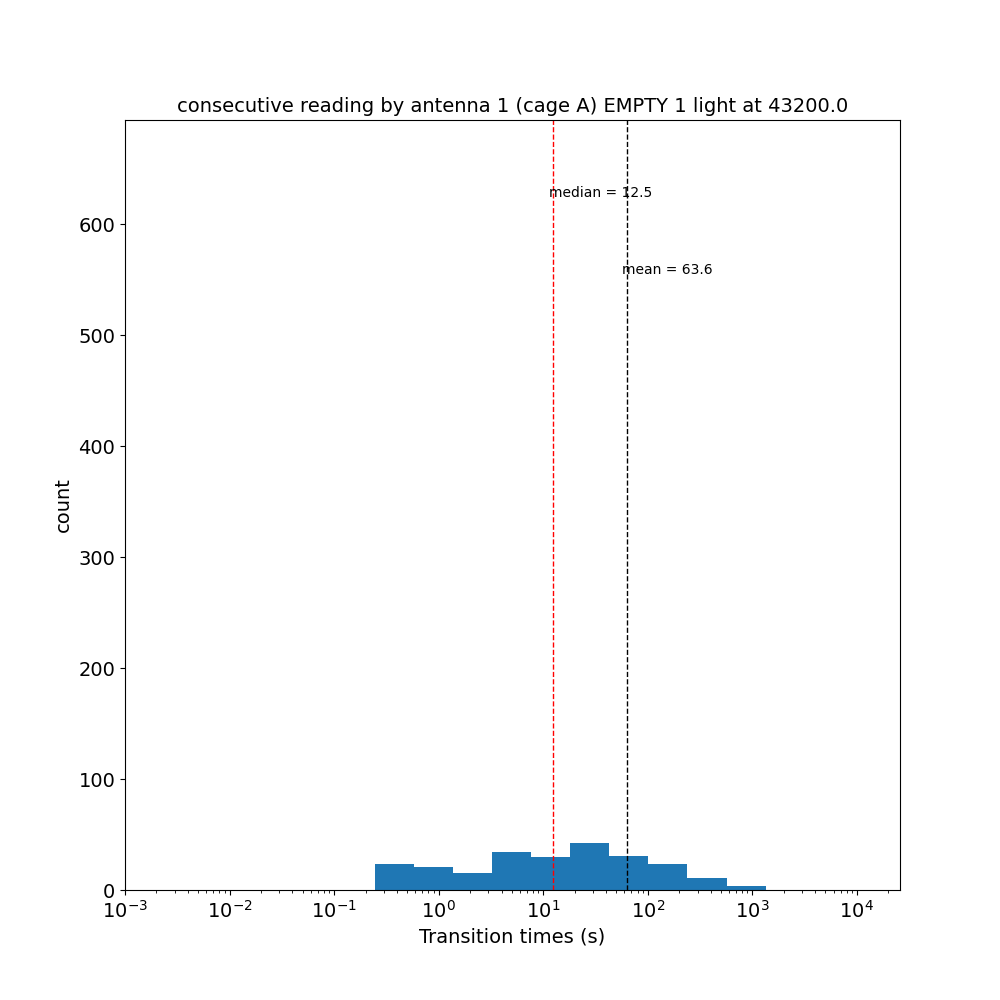 consecutive reading by antenna 1 (cage A) EMPTY 1 light at 43200.0
median = 12.5
mean = 63.6
600
500
400
300
200
100
0
count
10⁻³ 10⁻² 10⁻¹ 10⁰ 10¹ 10² 10³ 10⁴
Transition times (s)